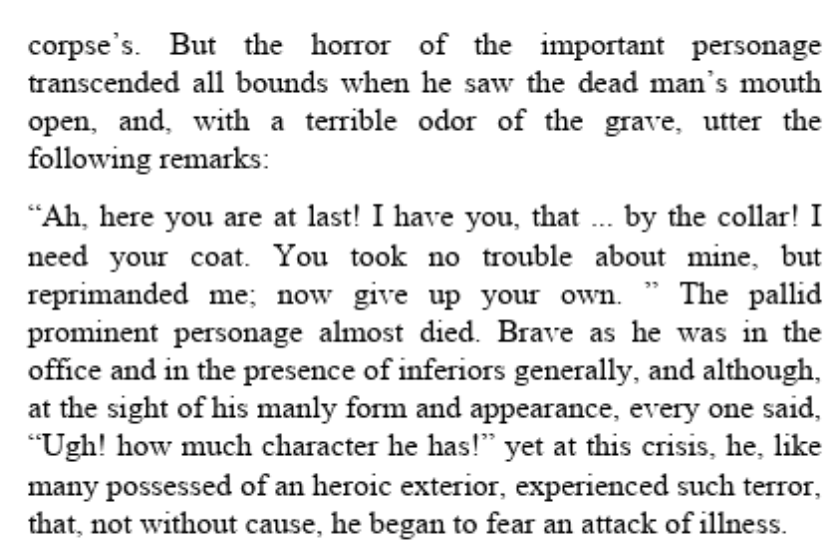 corpse's. But the horror of the important personage
transcended all bounds when he saw the dead man's mouth
open, and, with a terrible odor of the grave, utter the
following remarks:
“Ah, here you are at last! I have you, that ... by the collar! I
need your coat. You took no trouble about mine, but
reprimanded me; now give up your own. ” The pallid
prominent personage almost died. Brave as he was in the
office and in the presence of inferiors generally, and although,
at the sight of his manly form and appearance, every one said,
“Ugh! how much character he has!” yet at this crisis, he, like
many possessed of an heroic exterior, experienced such terror,
that, not without cause, he began to fear an attack of illness.